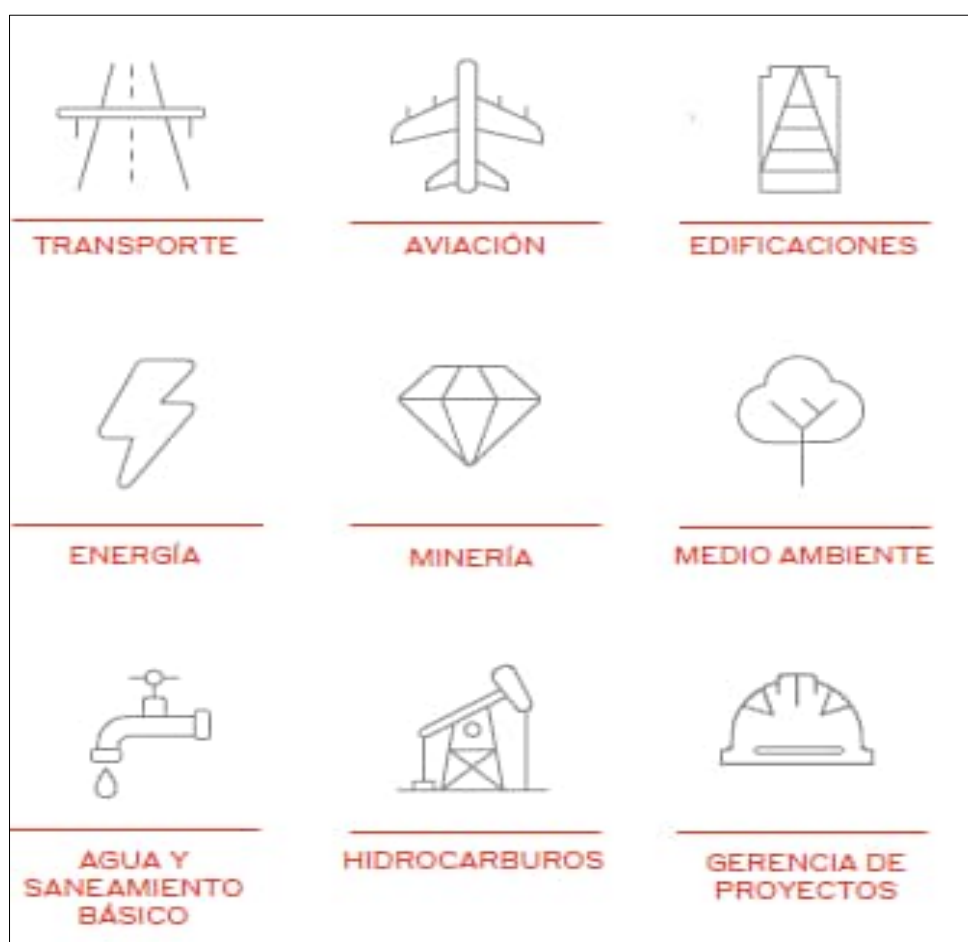 TRANSPORTE
AVIACIÓN
EDIFICACIONES
ENERGÍA
MINERÍA
MEDIO AMBIENTE
AGUA Y
SANEAMIENTO
BÁSICO
HIDROCARBUROS
GERENCIA DE
PROYECTOS